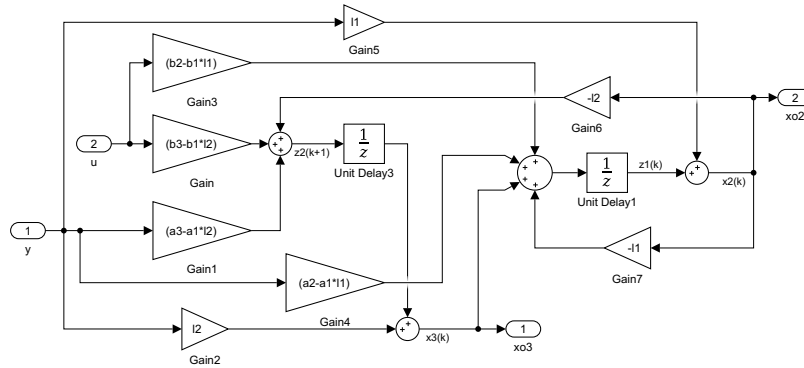 l1
Gain5
(b2-b1*l1)
Gain3
-l2
Gain6
2
xo2
2
u
(b3-b1*l2)
Gain
+
+
+
z2(k+1)
1
z
Unit Delay3
+
+
+
+
1
z
Unit Delay1
z1(k)
+
+
x2(k)
1
y
(a3-a1*l2)
Gain1
-l1
Gain7
(a2-a1*l1)
Gain4
l2
Gain2
+
+
x3(k)
1
xo3